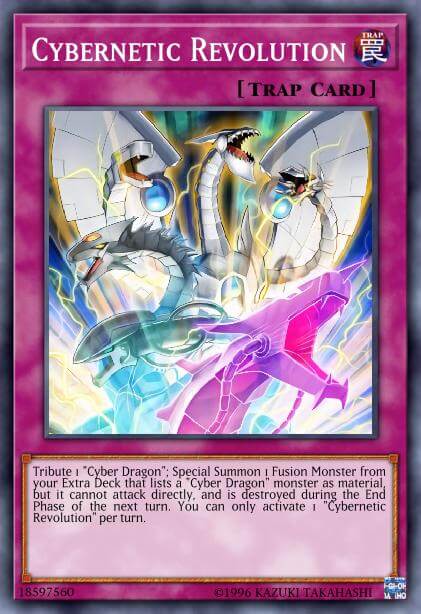 CYBERNETIC REVOLUTION
TRAP
罠
[TRAP CARD]
Tribute 1 "Cyber Dragon"; Special Summon 1 Fusion Monster from
your Extra Deck that lists a "Cyber Dragon" monster as material,
but it cannot attack directly, and is destroyed during the End
Phase of the next turn. You can only activate 1 "Cybernetic
Revolution" per turn.
18597560
©1996 KAZUKI TAKAHASHI